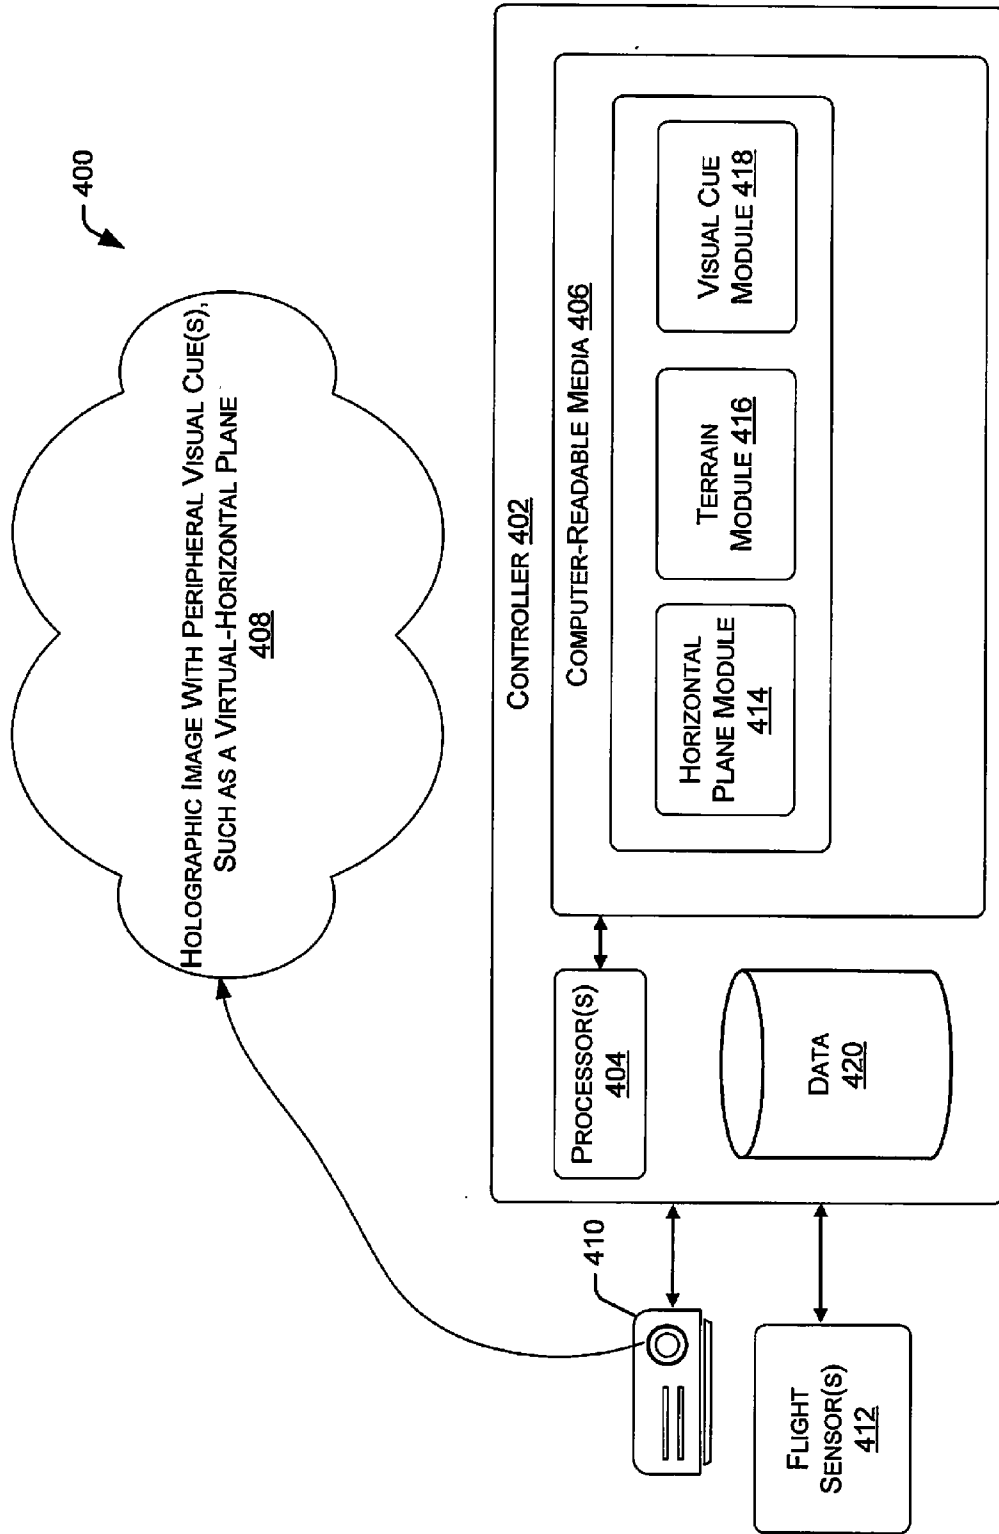 400
HOLOGRAPHIC IMAGE WITH PERIPHERAL VISUAL CUE(S),
SUCH AS A VIRTUAL-HORIZONTAL PLANE
408
CONTROLLER 402
COMPUTER-READABLE MEDIA 406
HORIZONTAL
PLANE MODULE
414
TERRAIN
MODULE 416
VISUAL CUE
MODULE 418
PROCESSOR(S)
404
DATA
420
410
FLIGHT
SENSOR(S)
412